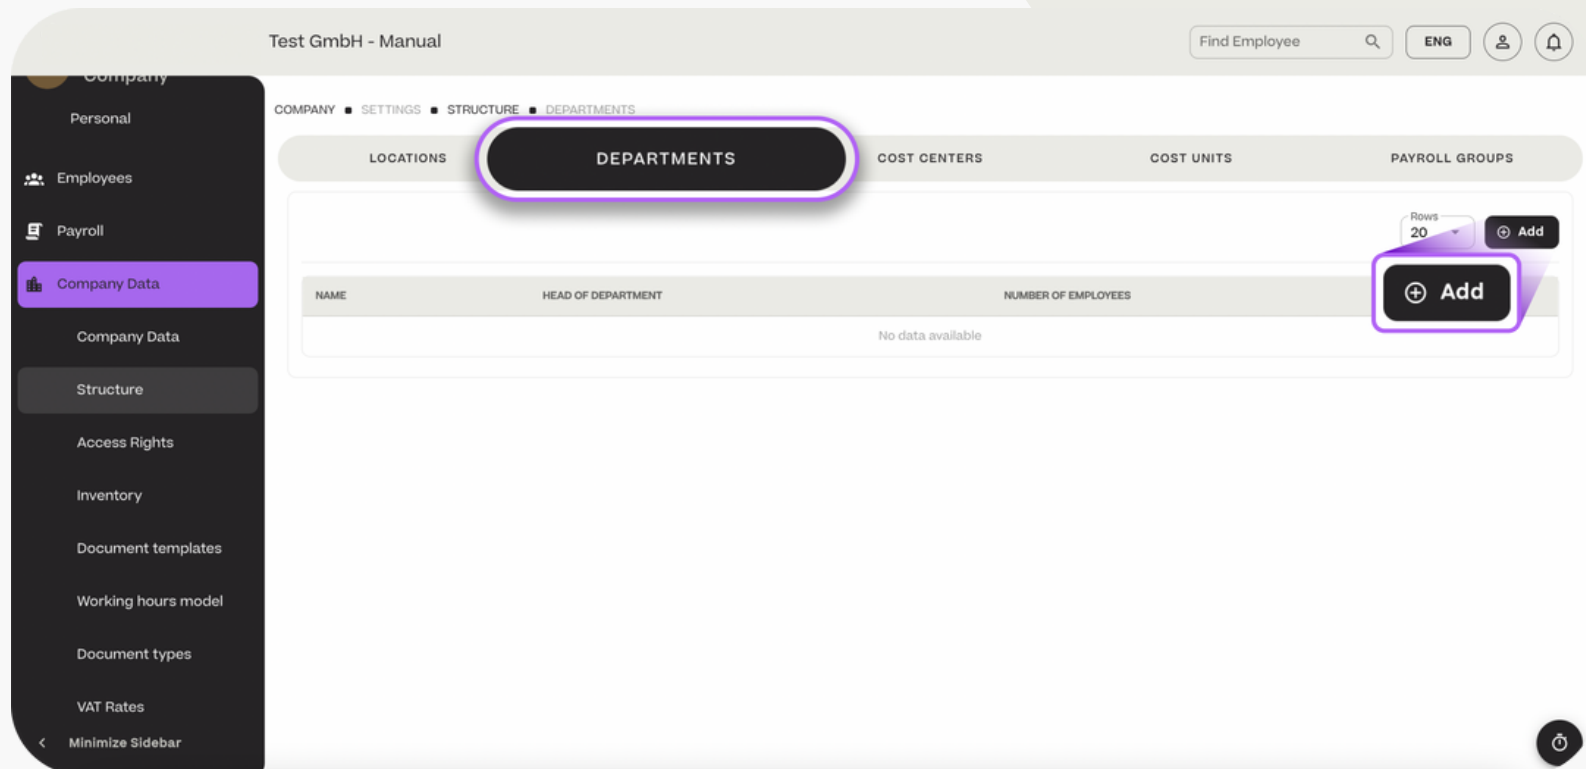 Test GmbH - Manual
Find Employee
ENG
Company
Personal
Employees
Payroll
Company Data
Company Data
Structure
Access Rights
Inventory
Document templates
Working hours model
Document types
VAT Rates
Minimize Sidebar
COMPANY SETTINGS STRUCTURE DEPARTMENTS
LOCATIONS DEPARTMENTS COST CENTERS COST UNITS PAYROLL GROUPS
Rows
20
Add
Add
NAME HEAD OF DEPARTMENT NUMBER OF EMPLOYEES
No data available